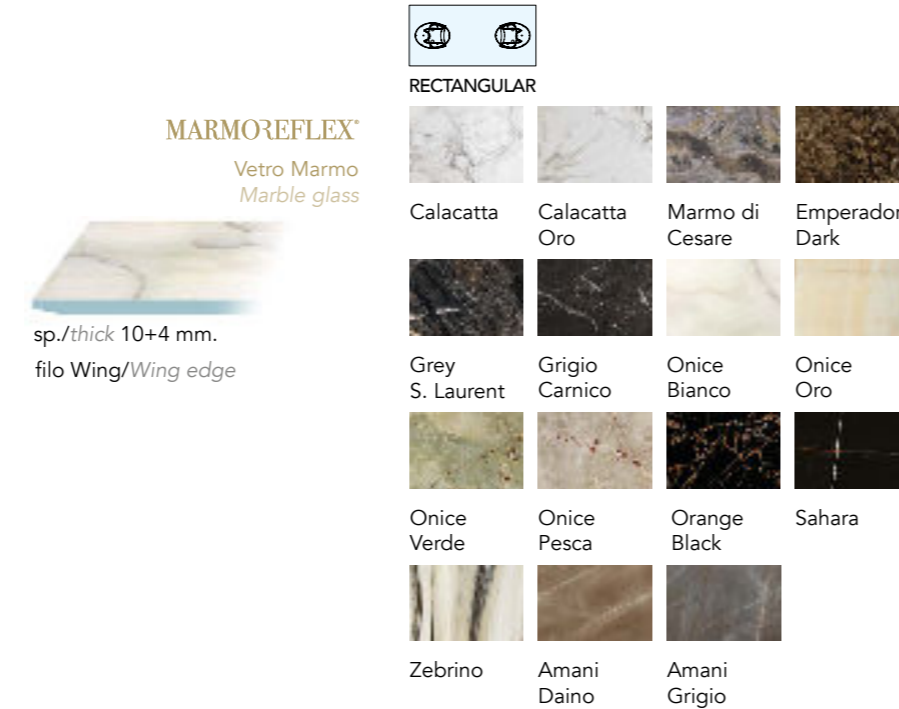 MARMOREFLEX®
Vetro Marmo
Marble glass
sp./thick 10+4 mm.
filo Wing/Wing edge
RECTANGULAR
Calacatta
Calacatta
Oro
Marmo di
Cesare
Emperador
Dark
Grey
S. Laurent
Grigio
Carnico
Onice
Bianco
Onice
Oro
Onice
Verde
Onice
Pesca
Orange
Black
Sahara
Zebrino
Amani
Daino
Amani
Grigio